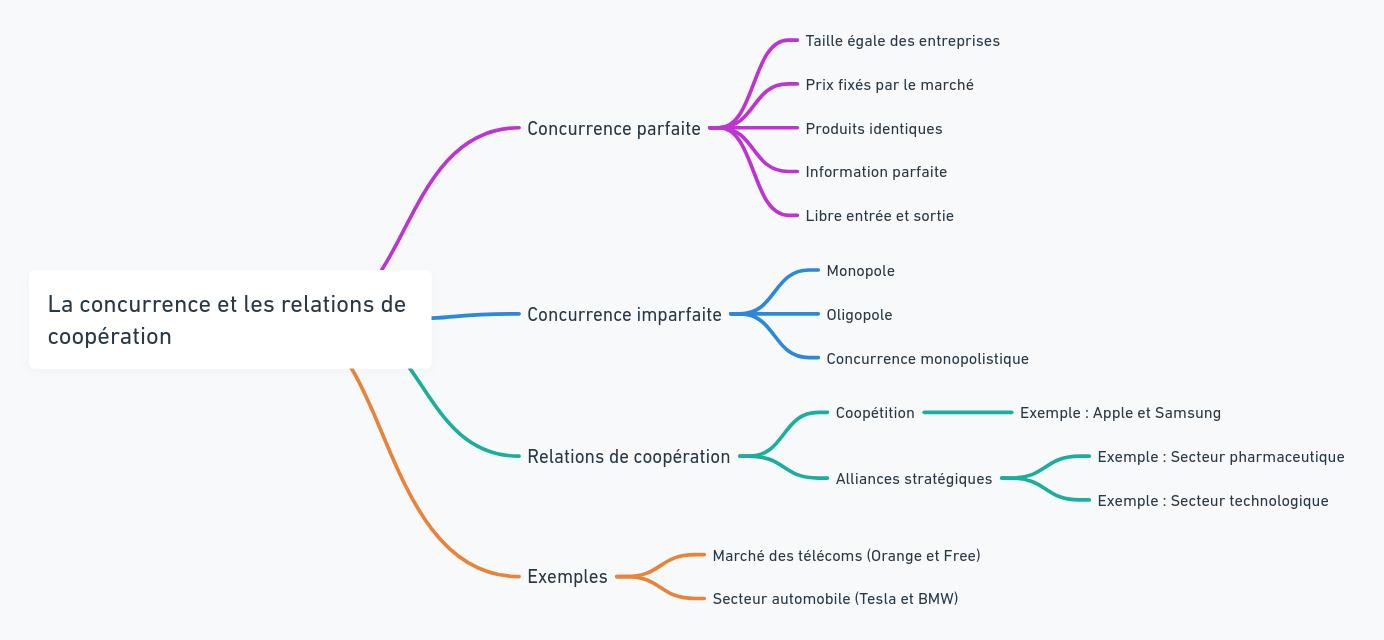 La concurrence et les relations de
coopération
Concurrence parfaite
Taille égale des entreprises
Prix fixés par le marché
Produits identiques
Information parfaite
Libre entrée et sortie
Concurrence imparfaite
Monopole
Oligopole
Concurrence monopolistique
Relations de coopération
Coopétition
Exemple : Apple et Samsung
Alliances stratégiques
Exemple : Secteur pharmaceutique
Exemple : Secteur technologique
Exemples
Marché des télécoms (Orange et Free)
Secteur automobile (Tesla et BMW)